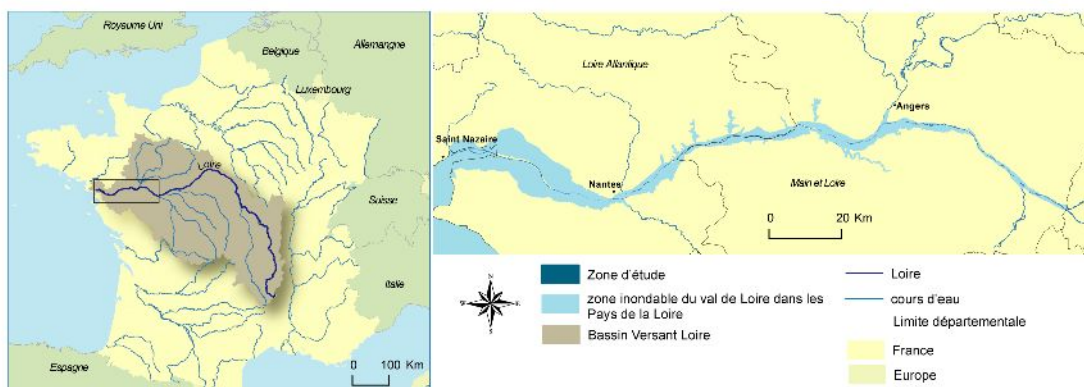 Royaume Uni
Belgique
Allemagne
Luxembourg
Loire
Suisse
Italie
Espagne
0 100 Km
Loire Atlantique
Angers
Saint Nazaire
Nantes
Main et Loire
0 20 Km
N
Zone d'étude
zone inondable du val de Loire dans les
Pays de la Loire
Bassin Versant Loire
Loire
cours d'eau
Limite départementale
France
Europe